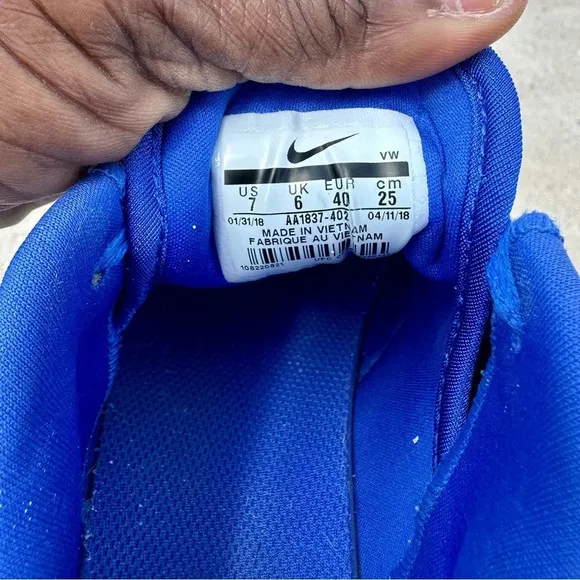 VW
US UK EUR cm
7 6 40 25
01/31/18 AA1837-402 04/11/18
MADE IN VIETNAM
FABRIQUE AU VIETNAM
108220821